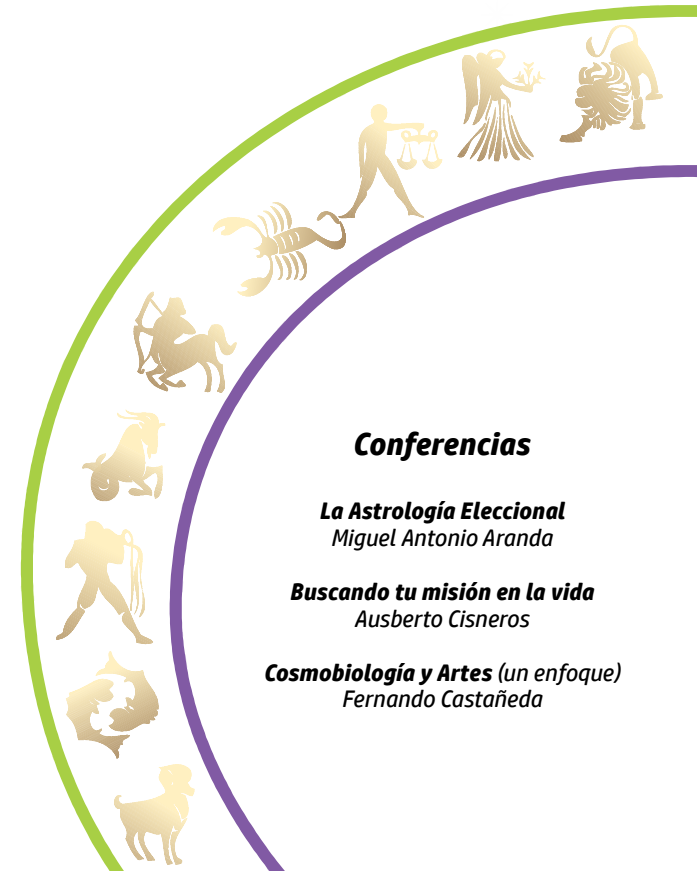 Conferencias
La Astrología Eleccional
Miguel Antonio Aranda
Buscando tu misión en la vida
Ausberto Cisneros
Cosmobiología y Artes (un enfoque)
Fernando Castañeda